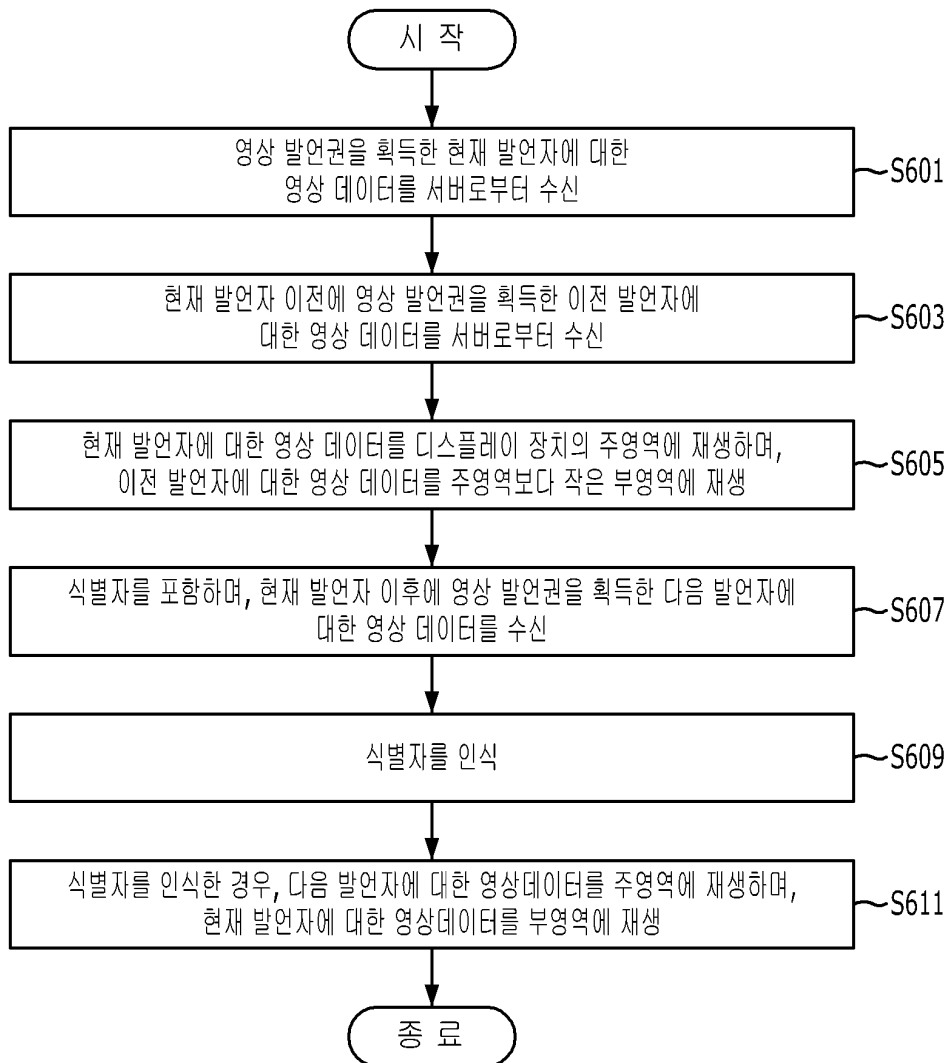 시 작
영상 발언권을 획득한 현재 발언자에 대한
영상 데이터를 서버로부터 수신
S601
현재 발언자 이전에 영상 발언권을 획득한 이전 발언자에
대한 영상 데이터를 서버로부터 수신
S603
현재 발언자에 대한 영상 데이터를 디스플레이 장치의 주영역에 재생하며,
이전 발언자에 대한 영상 데이터를 주영역보다 작은 부영역에 재생
S605
식별자를 포함하며, 현재 발언자 이후에 영상 발언권을 획득한 다음 발언자에
대한 영상 데이터를 수신
S607
식별자를 인식
S609
식별자를 인식한 경우, 다음 발언자에 대한 영상데이터를 주영역에 재생하며,
현재 발언자에 대한 영상데이터를 부영역에 재생
S611
종 료